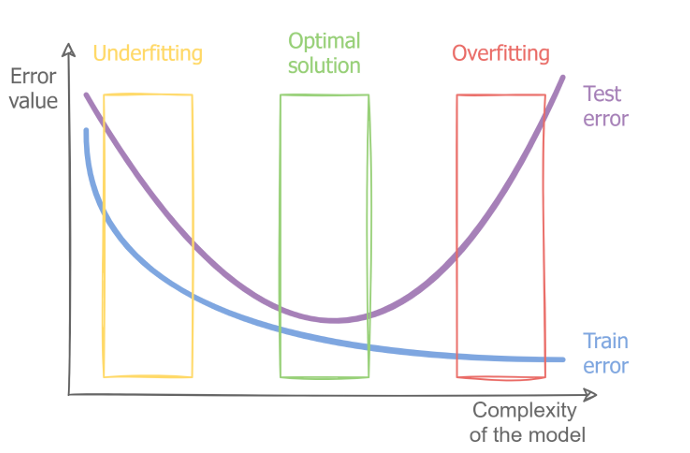 Underfitting
Optimal
solution
Overfitting
Error
value
Test
error
Train
error
Complexity
of the model